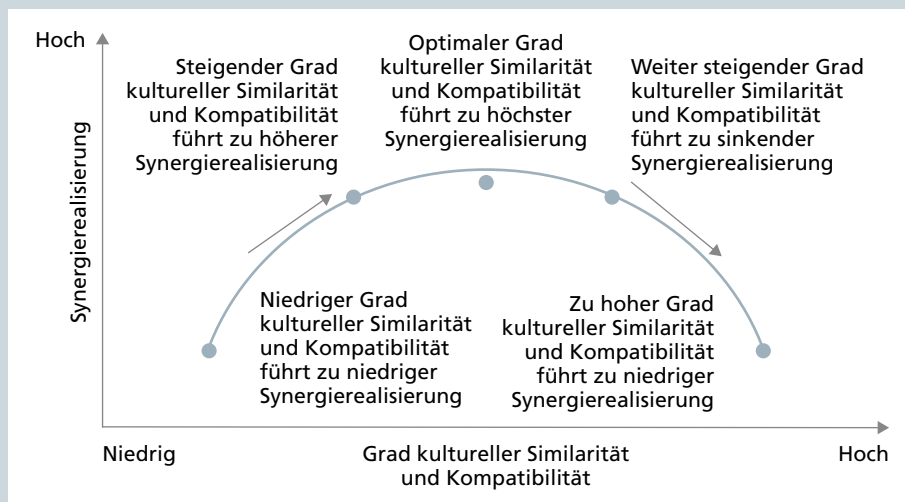 Hoch
Steigender Grad
kultureller Similarität
und Kompatibilität
führt zu höherer
Synergierealisierung
Optimaler Grad
kultureller Similarität
und Kompatibilität
führt zu höchster
Synergierealisierung
Weiter steigender Grad
kultureller Similarität
und Kompatibilität
führt zu sinkender
Synergierealisierung
Synergierealisierung
Niedriger Grad
kultureller Similarität
und Kompatibilität
führt zu niedriger
Synergierealisierung
Zu hoher Grad
kultureller Similarität
und Kompatibilität
führt zu niedriger
Synergierealisierung
Niedrig
Grad kultureller Similarität
und Kompatibilität
Hoch